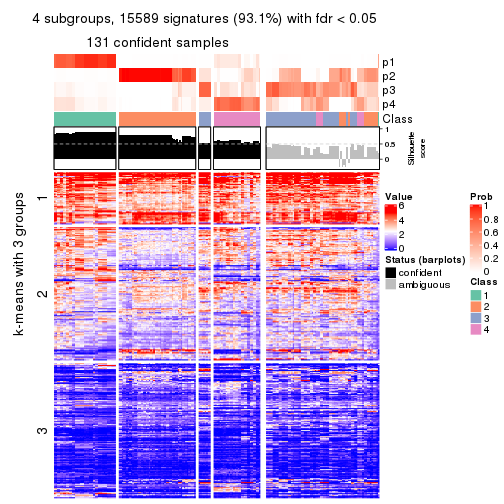 4 subgroups, 15589 signatures (93.1%) with fdr < 0.05
131 confident samples
p1
p2
p3
p4
Class
1
0.5
0
Silhouette
score
k-means with 3 groups
1
2
3
Value
6
4
2
0
Status (barplots)
confident
ambiguous
Prob
1
0.8
0.6
0.4
0.2
0
Class
1
2
3
4